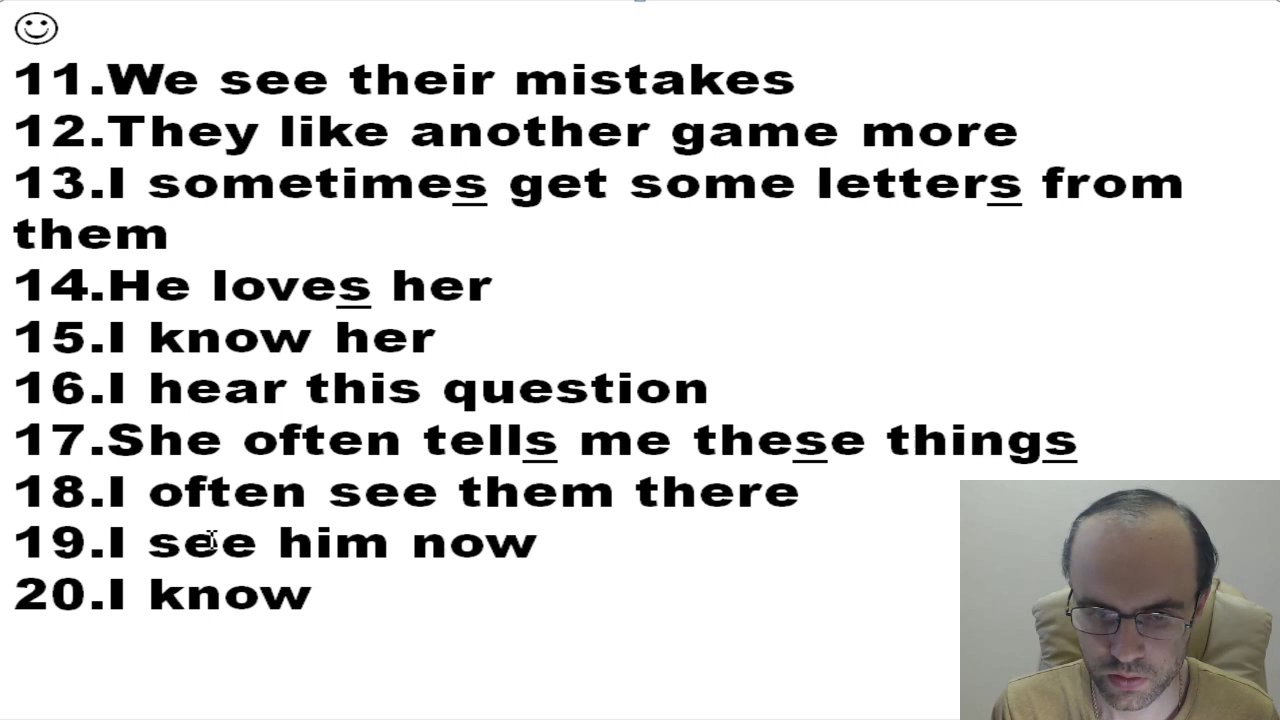 11.We see their mistakes
12.They like another game more
13.I sometimes get some letters from
them
14.He loves her
15.I know her
16.I hear this question
17.She often tells me these things
18.I often see them there
19.I see him now
20.I know